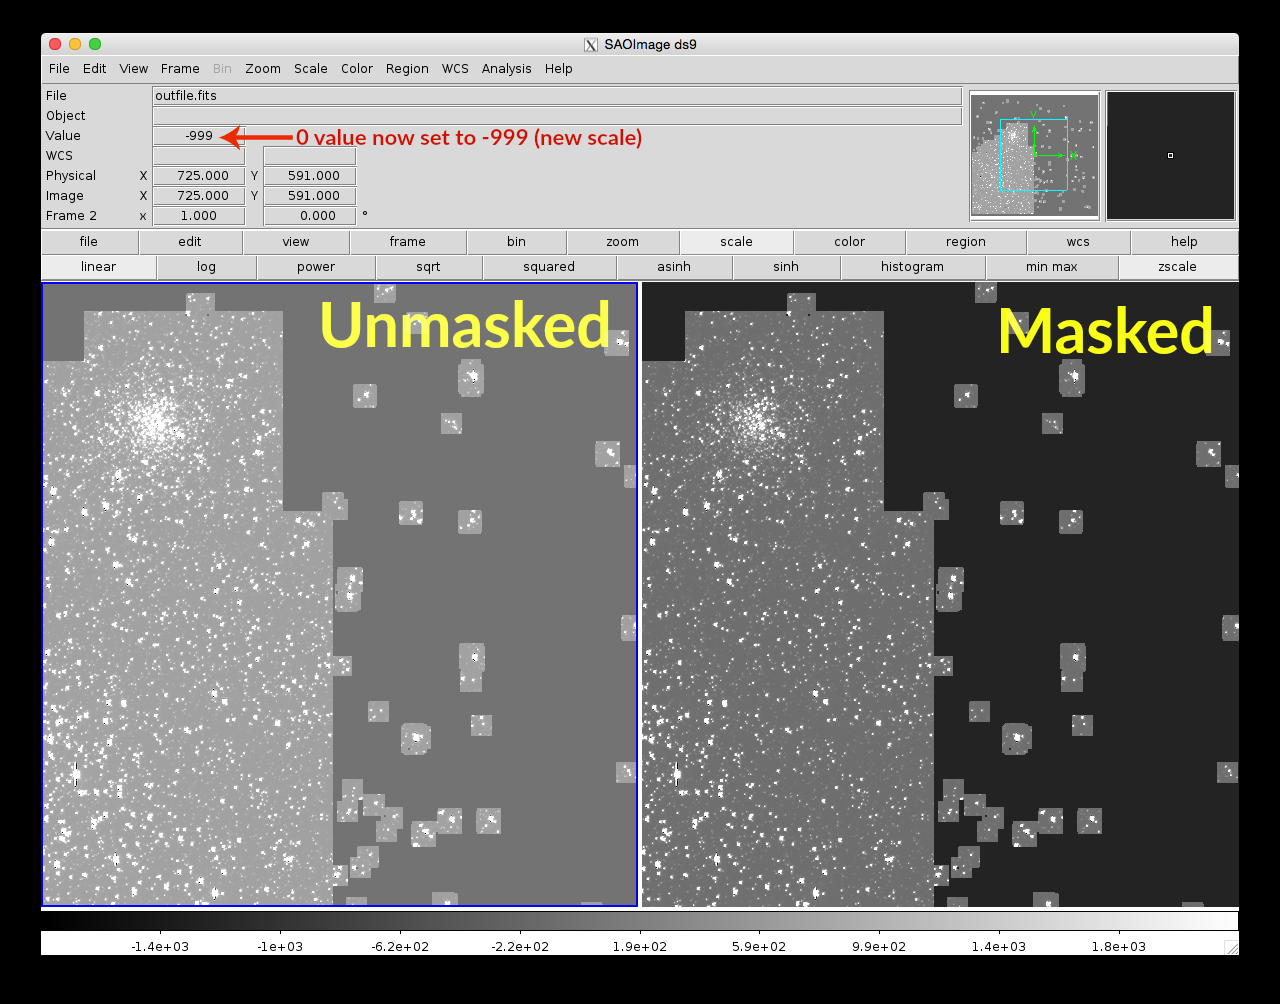 SAOImage ds9
File Edit View Frame Bin Zoom Scale Color Region WCS Analysis Help
File outfile.fits
Object
Value -999 0 value now set to -999 (new scale)
WCS
Physical X 725.000 Y 591.000
Image X 725.000 Y 591.000
Frame 2 x 1.000 0.000 °
file edit view frame bin zoom scale color region wcs help
linear log power sqrt squared asinh sinh histogram min max zscale
Unmasked Masked
-1.4e+03 -1e+03 -6.2e+02 -2.2e+02 1.9e+02 5.9e+02 9.9e+02 1.4e+03 1.8e+03